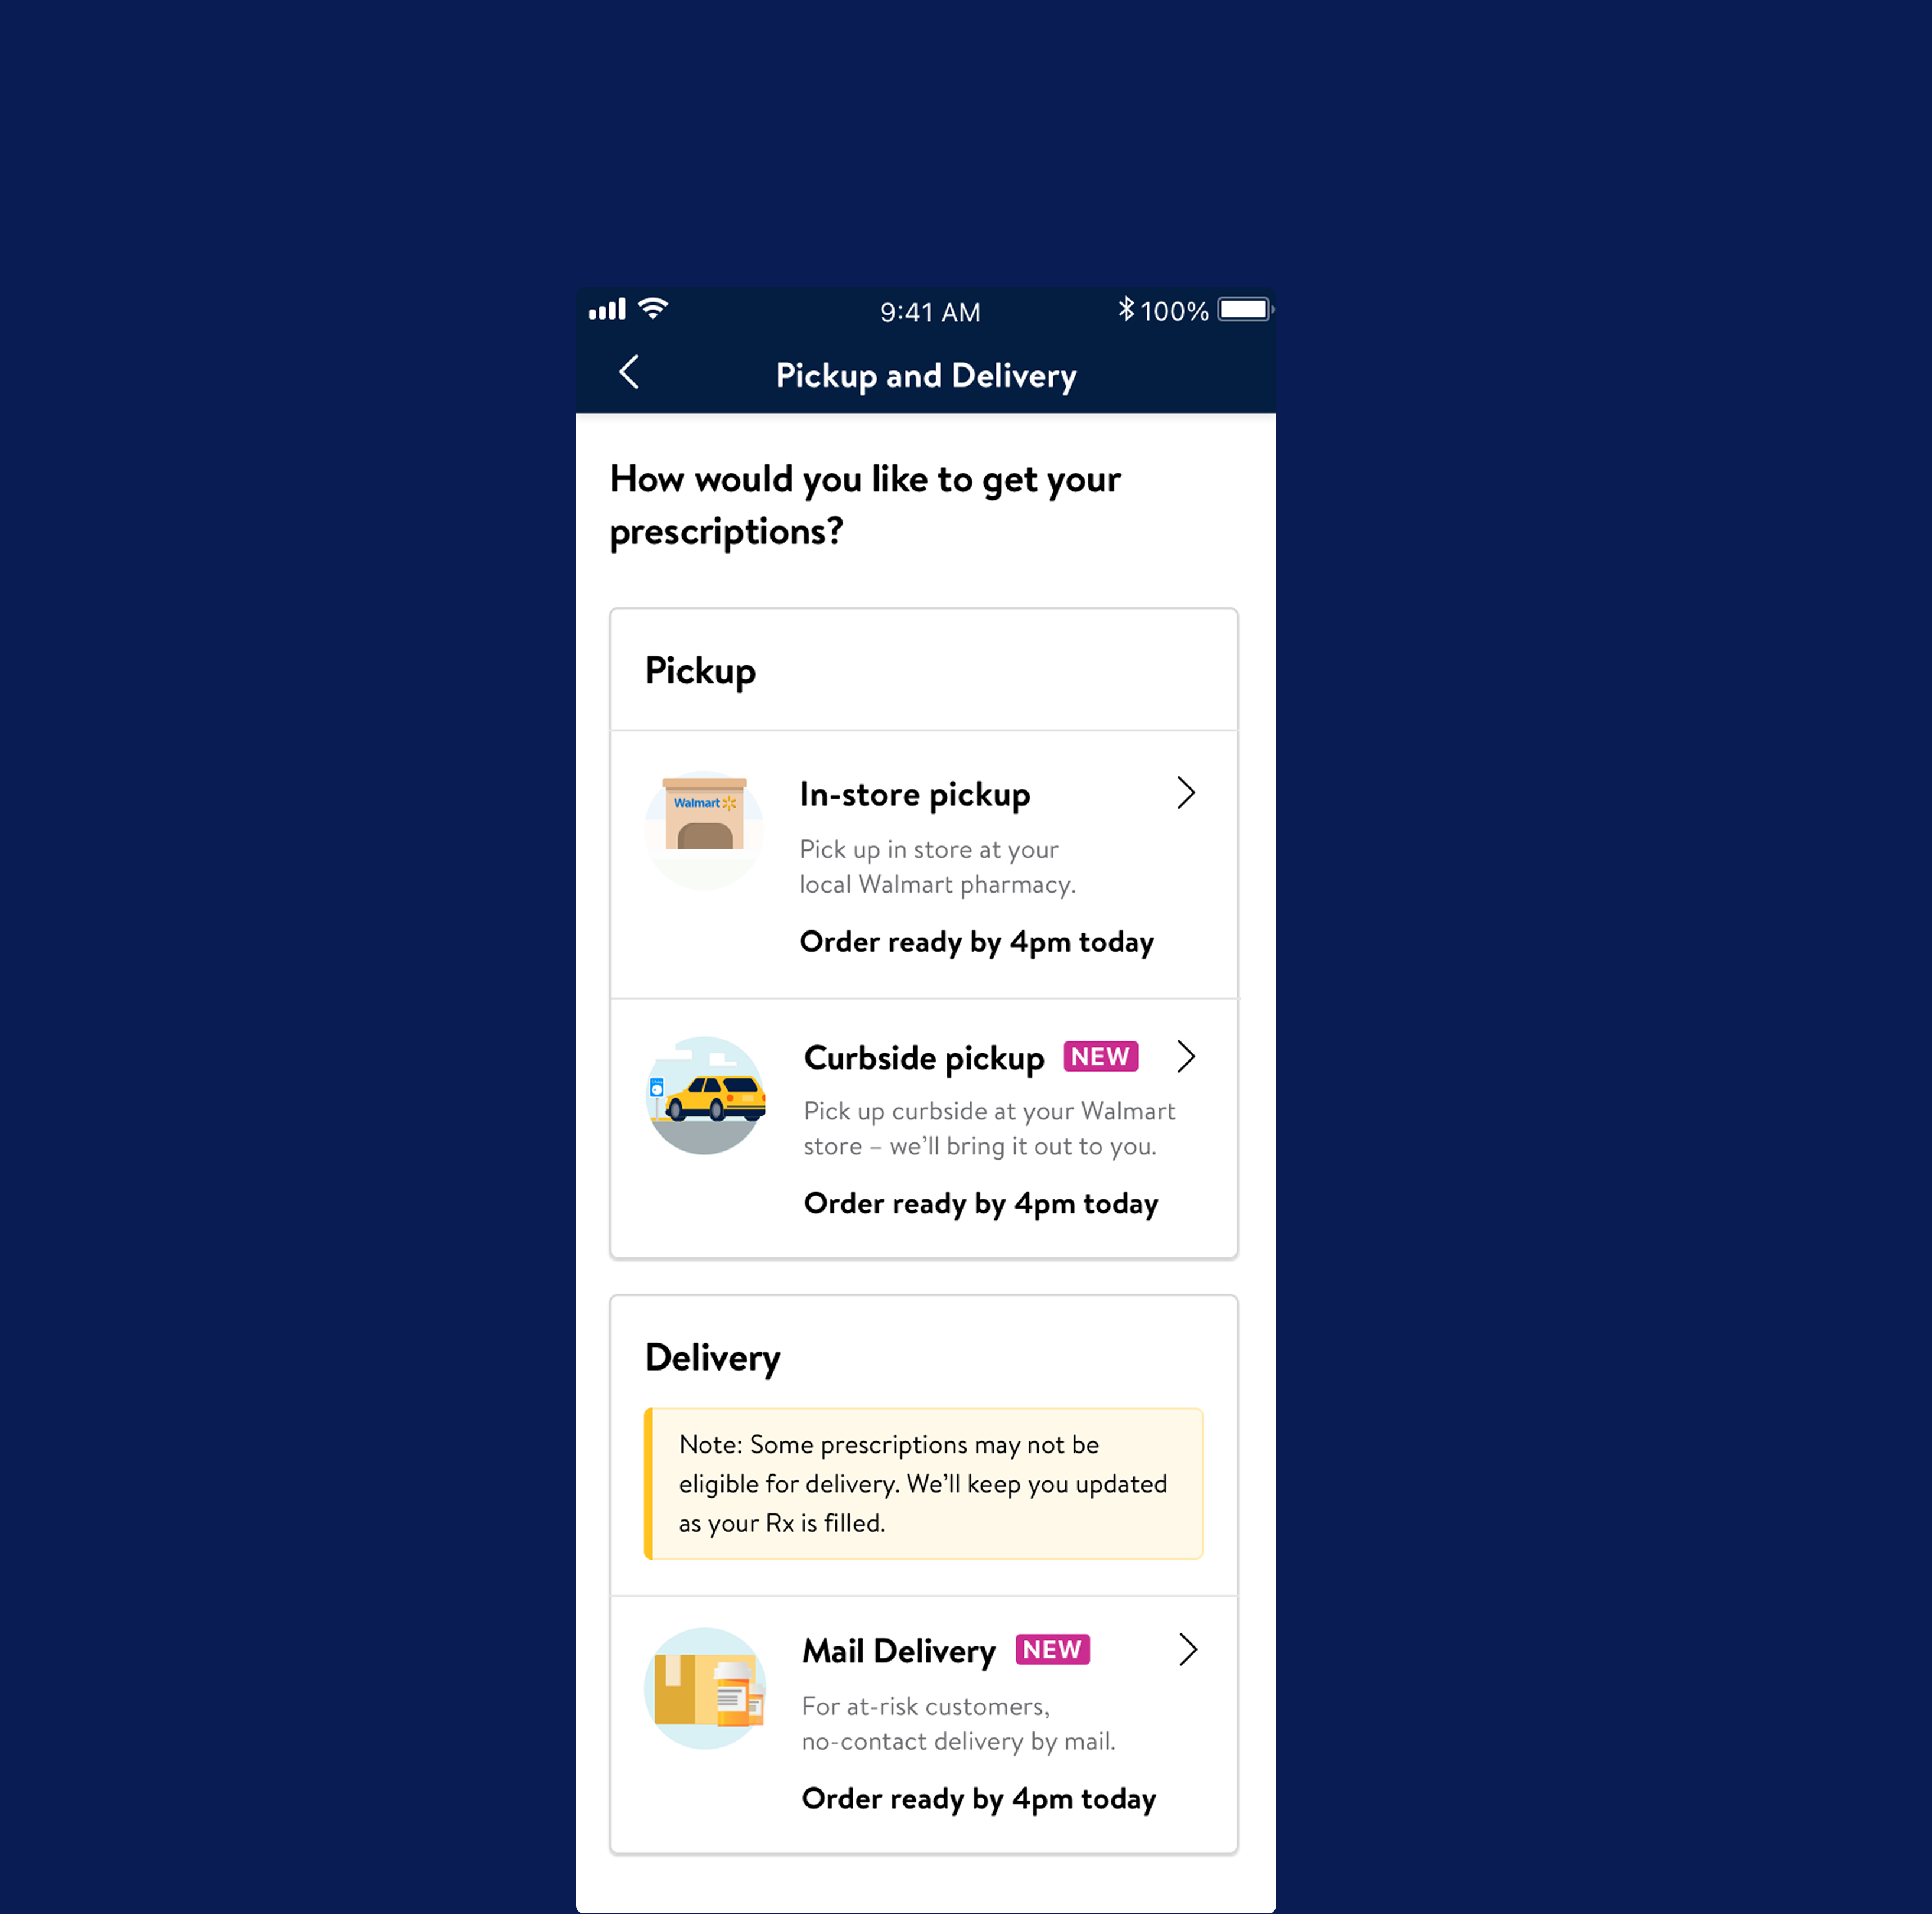 9:41 AM
100%
Pickup and Delivery
How would you like to get your
prescriptions?
Pickup
Walmart
In-store pickup
Pick up in store at your
local Walmart pharmacy.
Order ready by 4pm today
Curbside pickup NEW
Pick up curbside at your Walmart
store – we’ll bring it out to you.
Order ready by 4pm today
Delivery
Note: Some prescriptions may not be
eligible for delivery. We’ll keep you updated
as your Rx is filled.
Mail Delivery NEW
For at-risk customers,
no-contact delivery by mail.
Order ready by 4pm today